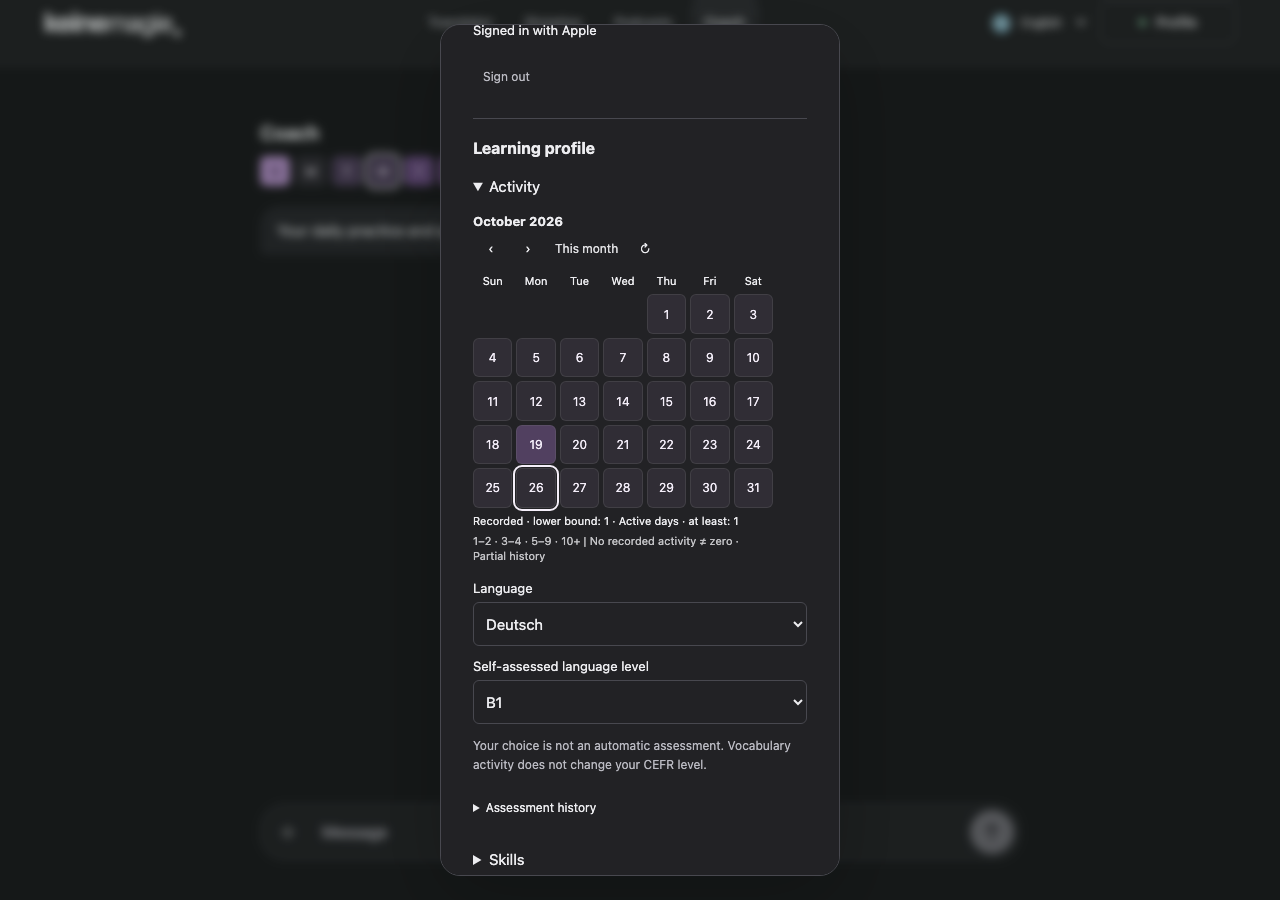 Coach
Signed in with Apple
Sign out
Learning profile
▼ Activity
October 2026
‹ › This month ↻
Sun Mon Tue Wed Thu Fri Sat
1 2 3
4 5 6 7 8 9 10
11 12 13 14 15 16 17
18 19 20 21 22 23 24
25 26 27 28 29 30 31
Recorded · lower bound: 1 · Active days · at least: 1
1–2 · 3–4 · 5–9 · 10+ | No recorded activity ≠ zero ·
Partial history
Language
Deutsch
Self-assessed language level
B1
Your choice is not an automatic assessment. Vocabulary
activity does not change your CEFR level.
▶ Assessment history
▶ Skills
Message